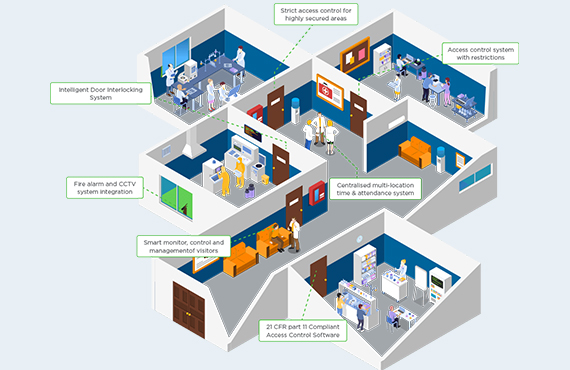 Strict access control for
highly secured areas
Access control system
with restrictions
Intelligent Door Interlocking
System
Fire alarm and CCTV
system integration
Centralised multi-location
time & attendance system
Smart monitor, control and
managementof visitors
21 CFR part 11 Compliant
Access Control Software